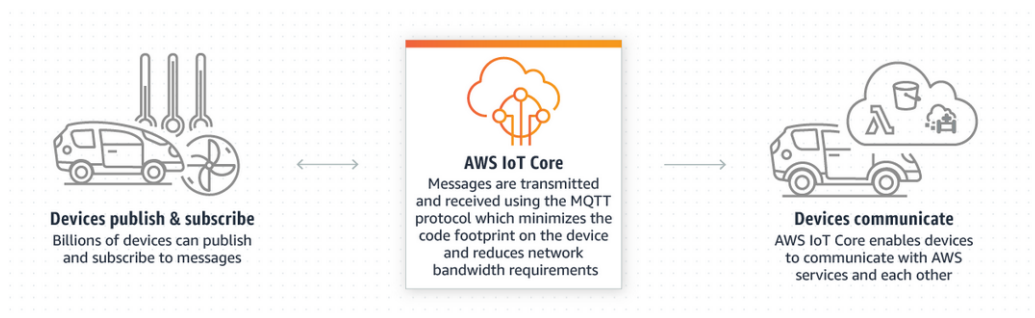 Devices publish & subscribe
Billions of devices can publish
and subscribe to messages
AWS IoT Core
Messages are transmitted
and received using the MQTT
protocol which minimizes the
code footprint on the device
and reduces network
bandwidth requirements
Devices communicate
AWS IoT Core enables devices
to communicate with AWS
services and each other